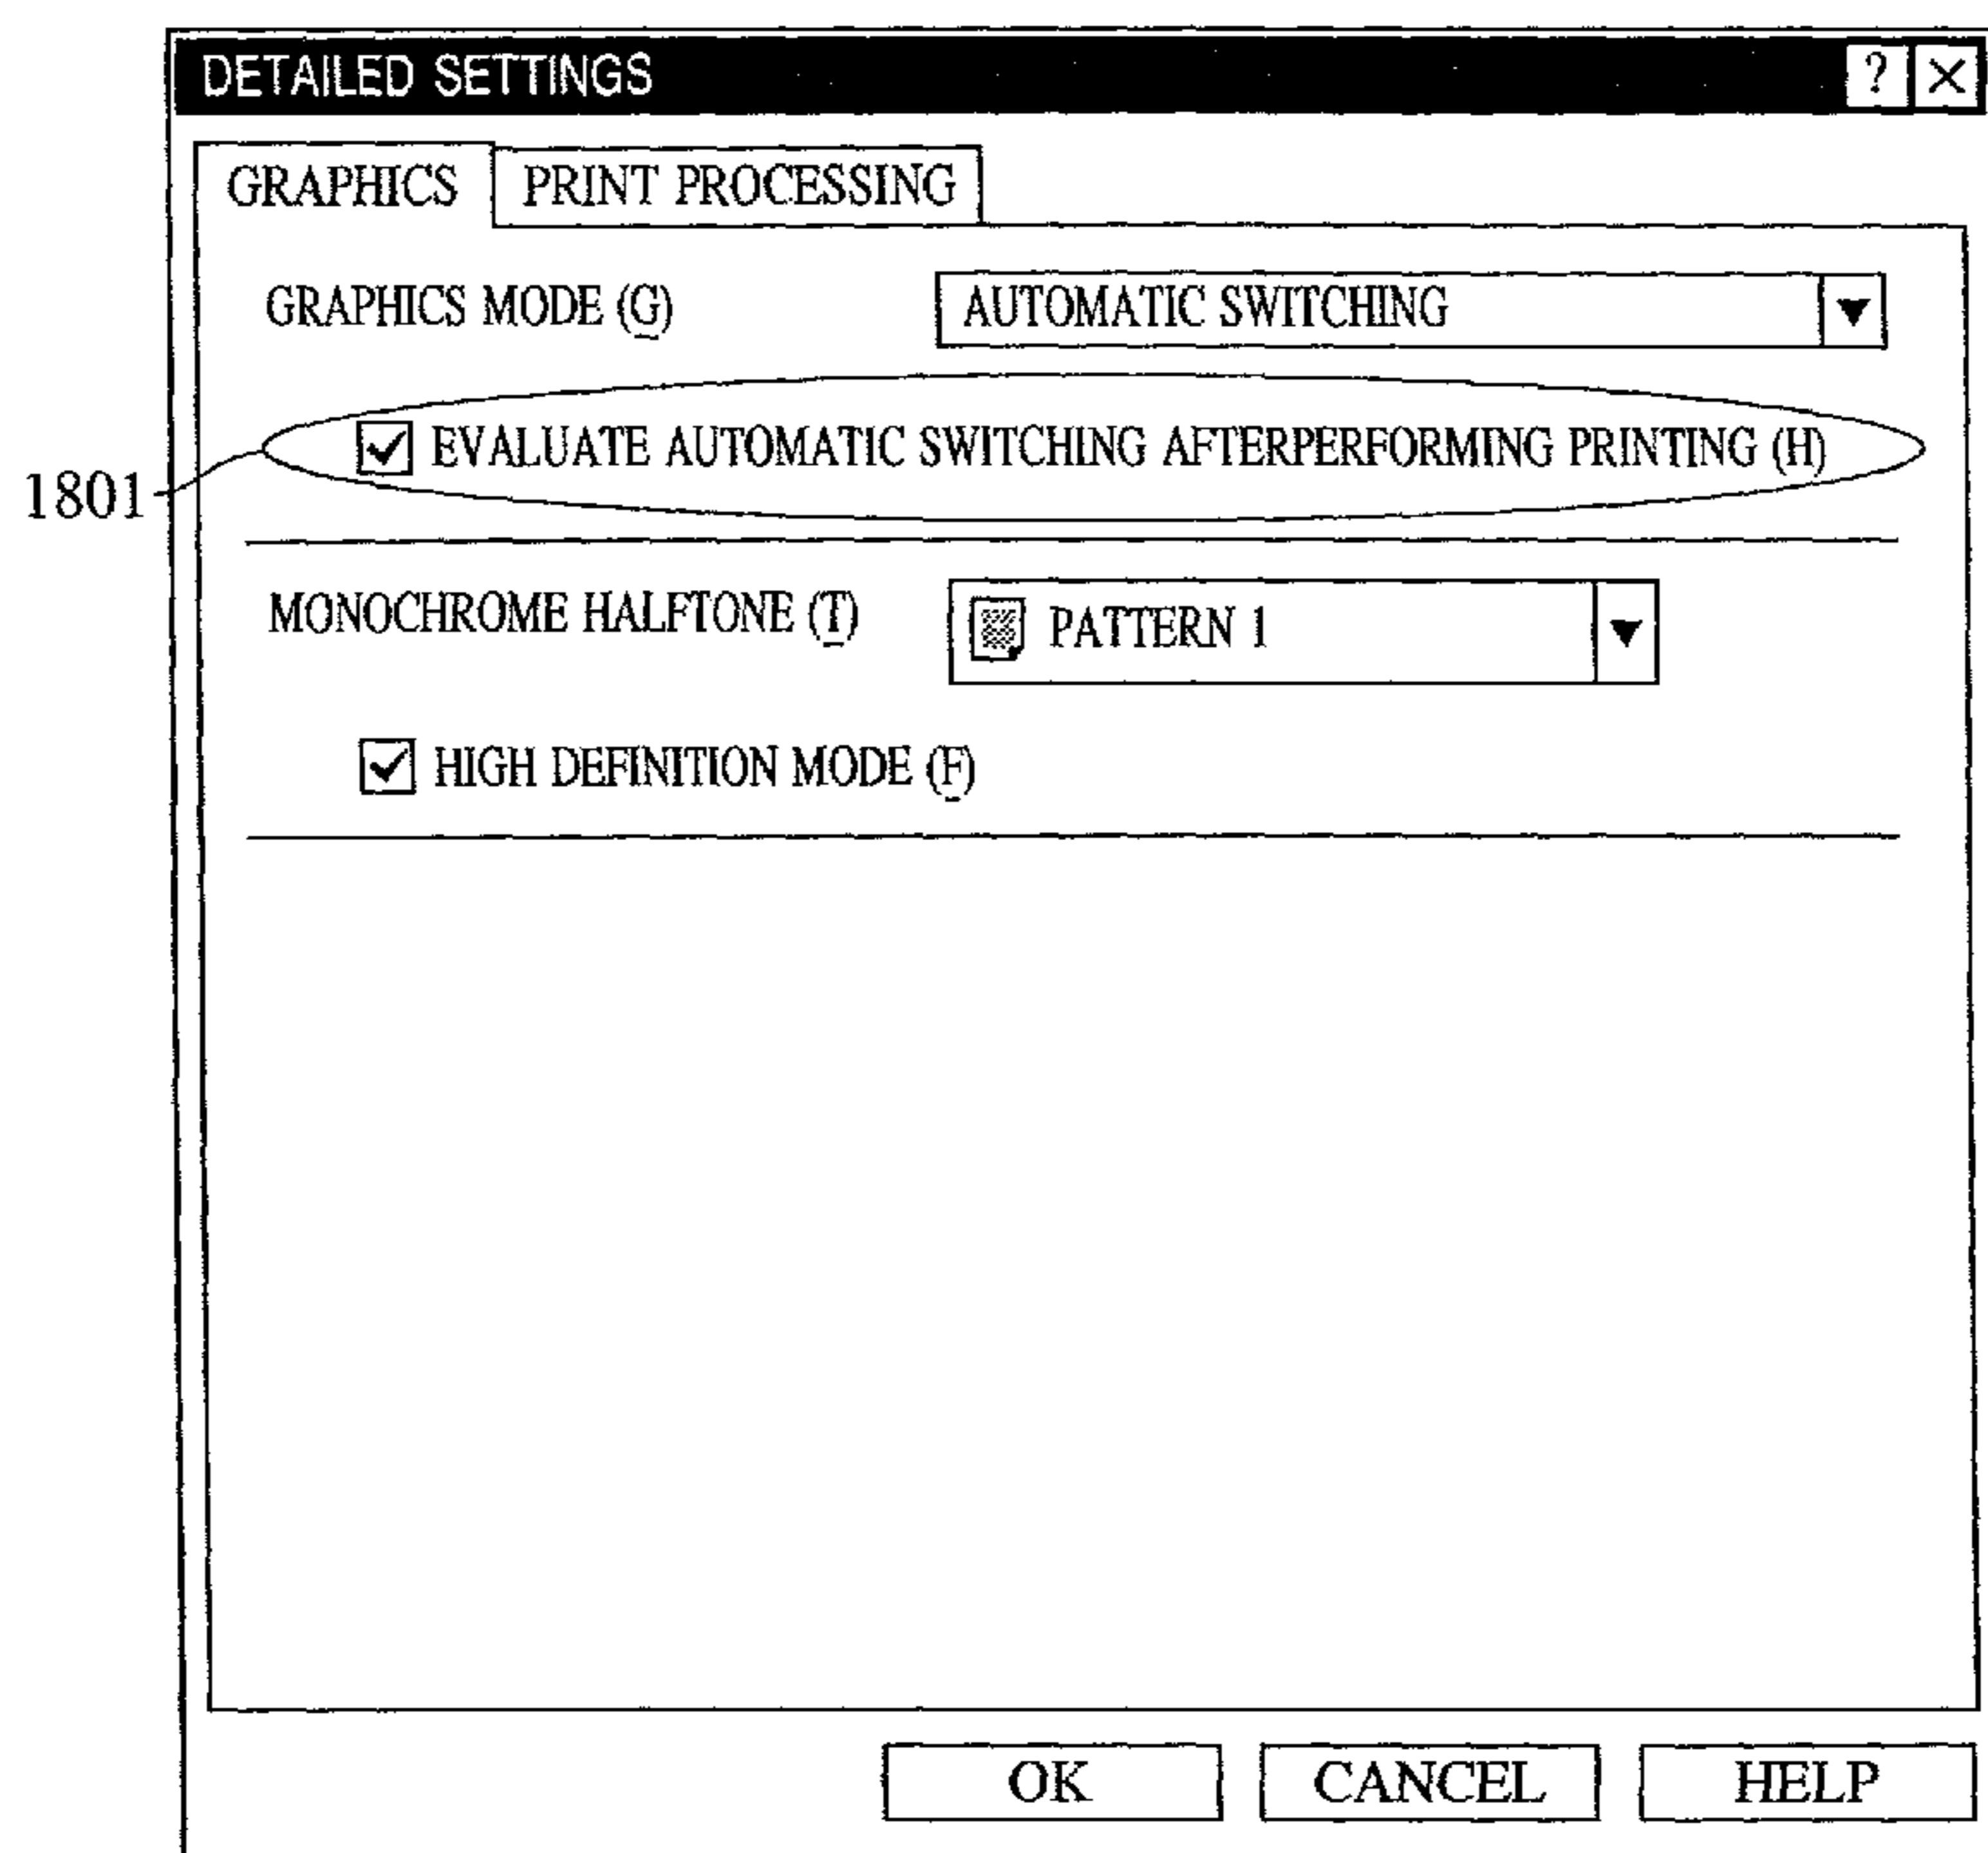 DETAILED SETTINGS ? X
GRAPHICS PRINT PROCESSING
GRAPHICS MODE (G) AUTOMATIC SWITCHING
EVALUATE AUTOMATIC SWITCHING AFTERPERFORMING PRINTING (H)
1801
MONOCHROME HALFTONE (T) PATTERN 1
HIGH DEFINITION MODE (F)
OK CANCEL HELP